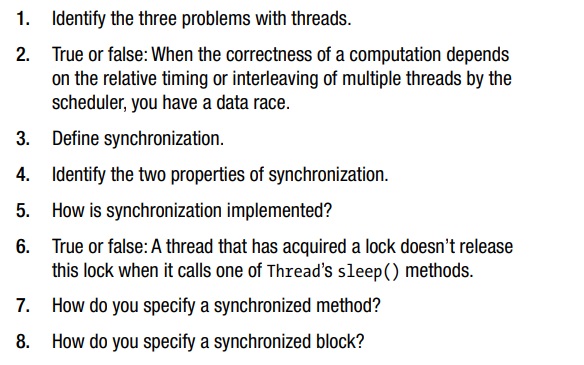 1. Identify the three problems with threads.
2. True or false: When the correctness of a computation depends
on the relative timing or interleaving of multiple threads by the
scheduler, you have a data race.
3. Define synchronization.
4. Identify the two properties of synchronization.
5. How is synchronization implemented?
6. True or false: A thread that has acquired a lock doesn’t release
this lock when it calls one of Thread’s sleep() methods.
7. How do you specify a synchronized method?
8. How do you specify a synchronized block?